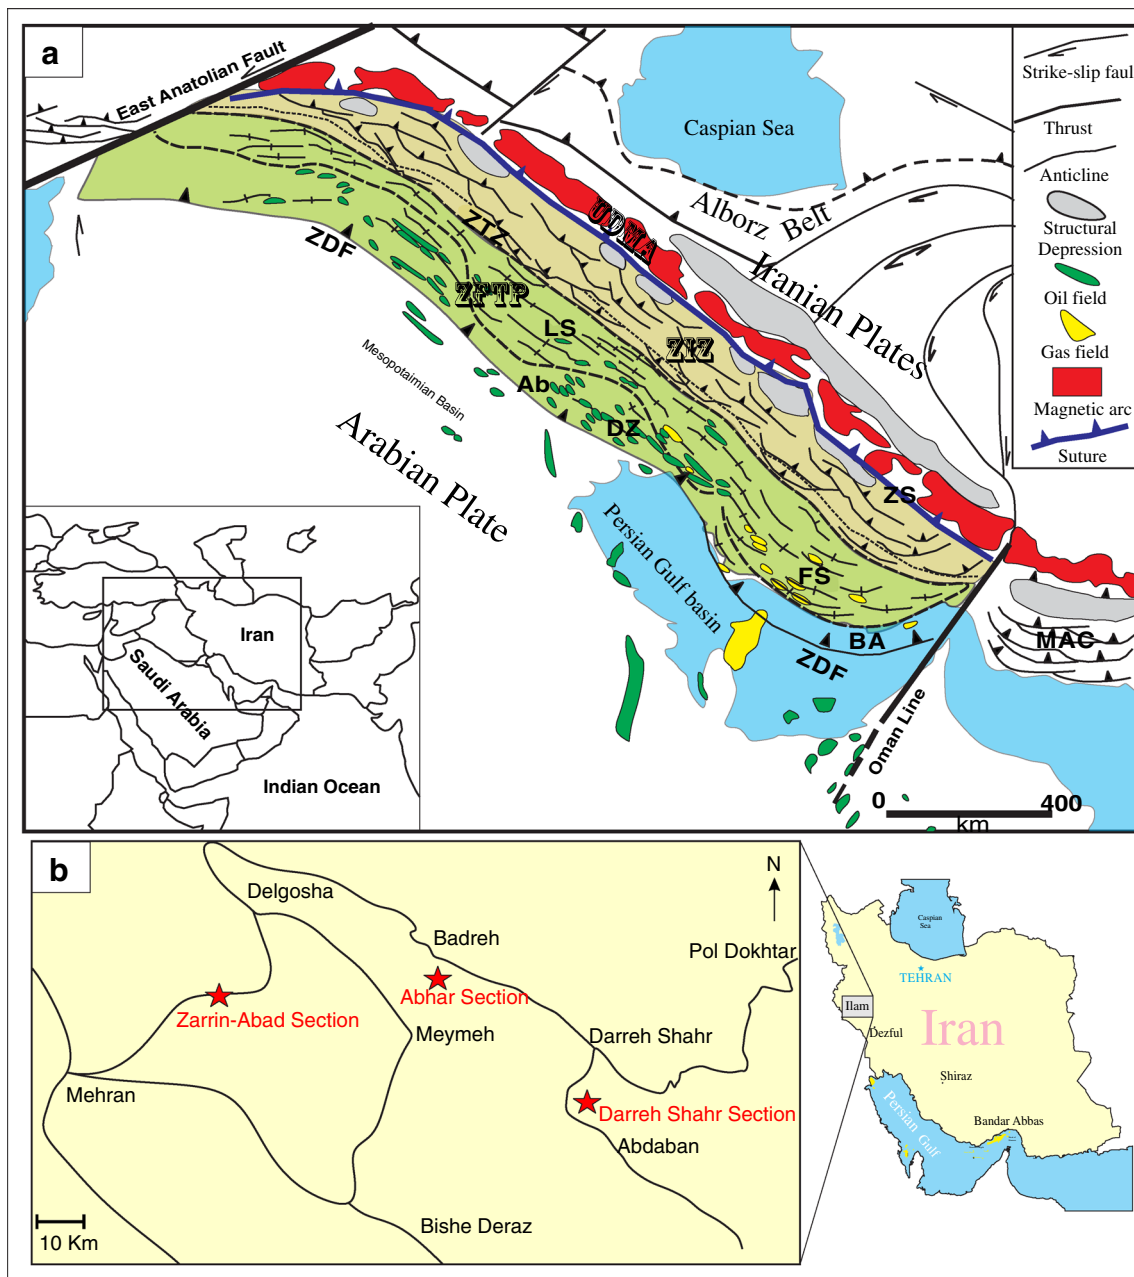 a
East Anatolian Fault
Caspian Sea
Alborz Belt
Iranian Plates
UDMA
ZTZ
ZDF
ZFTP
LS
ZIZ
Mesopotaimian Basin
Ab
DZ
Arabian Plate
ZS
Persian Gulf basin
FS
BA
ZDF
MAC
Oman Line
0 400
km
Strike-slip faul
Thrust
Anticline
Structural
Depression
Oil field
Gas field
Magnetic arc
Suture
Iran
Saudi Arabia
Indian Ocean
b
N
Delgosha
Badreh
Pol Dokhtar
Abhar Section
Zarrin-Abad Section
Meymeh
Darreh Shahr
Mehran
Darreh Shahr Section
Abdaban
Bishe Deraz
10 Km
Caspian
Sea
TEHRAN
Ilam
Iran
Dezful
Shiraz
Persian Gulf
Bandar Abbas